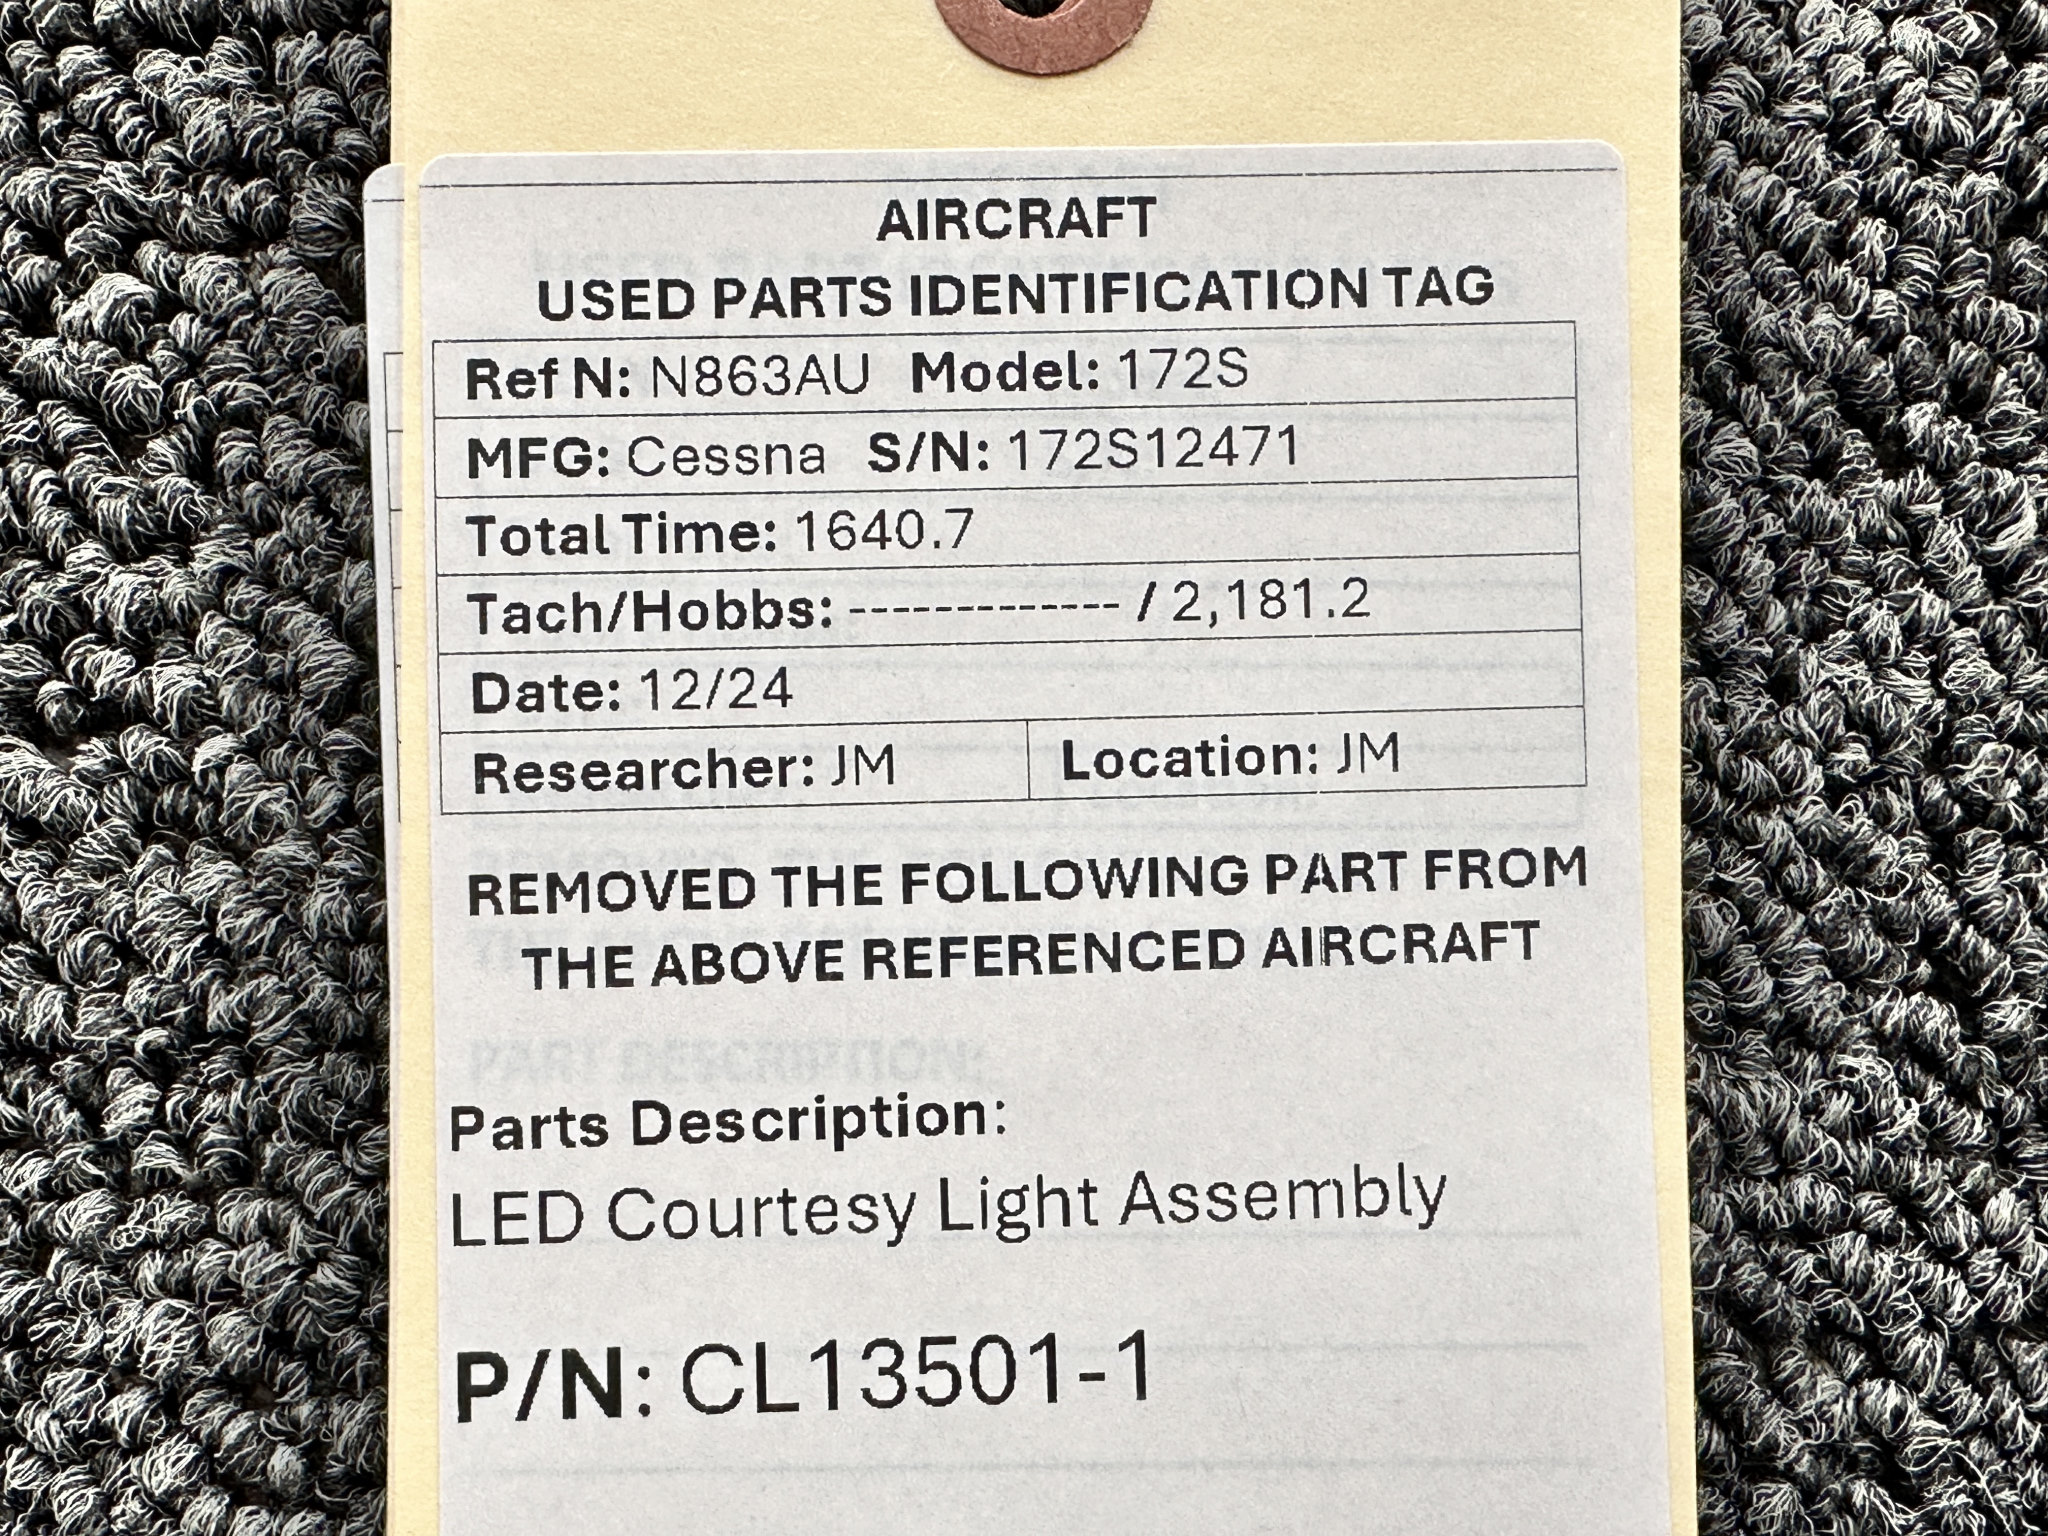 AIRCRAFT
USED PARTS IDENTIFICATION TAG
Ref N: N863AU Model: 172S
MFG: Cessna S/N: 172S12471
Total Time: 1640.7
Tach/Hobbs: ------------- / 2,181.2
Date: 12/24
Researcher: JM Location: JM
REMOVED THE FOLLOWING PART FROM
THE ABOVE REFERENCED AIRCRAFT
PART DESCRIPTION:
Parts Description:
LED Courtesy Light Assembly
P/N: CL13501-1